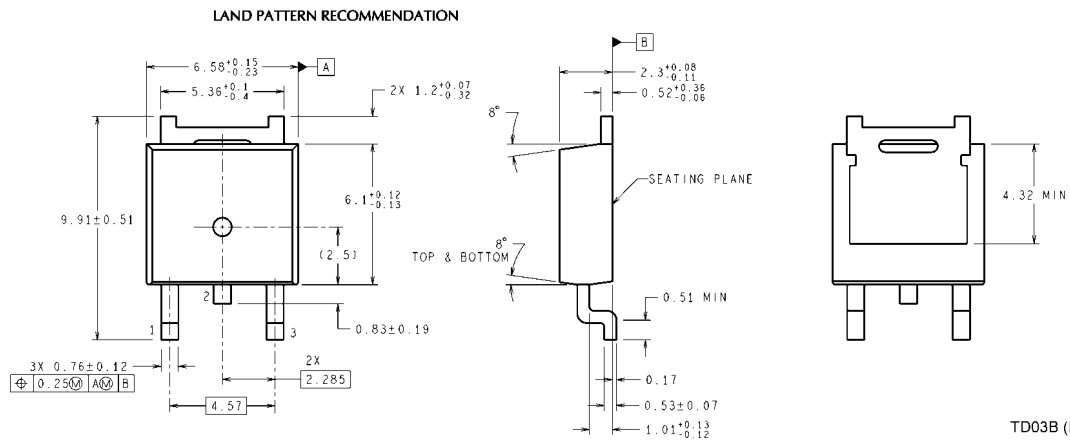 LAND PATTERN RECOMMENDATION
6.58+0.15
-0.23
A
5.36+0.1
-0.4
2X 1.2+0.07
-0.32
9.91±0.51
6.1+0.12
-0.13
(2.5)
2
1
3
0.83±0.19
3X 0.76±0.12
⌖ 0.25Ⓜ AⓂ B
2X
2.285
4.57
B
2.3+0.08
-0.11
0.52+0.36
-0.06
8°
SEATING PLANE
8°
TOP & BOTTOM
0.51 MIN
0.17
0.53±0.07
1.01+0.13
-0.12
4.32 MIN
TD03B (